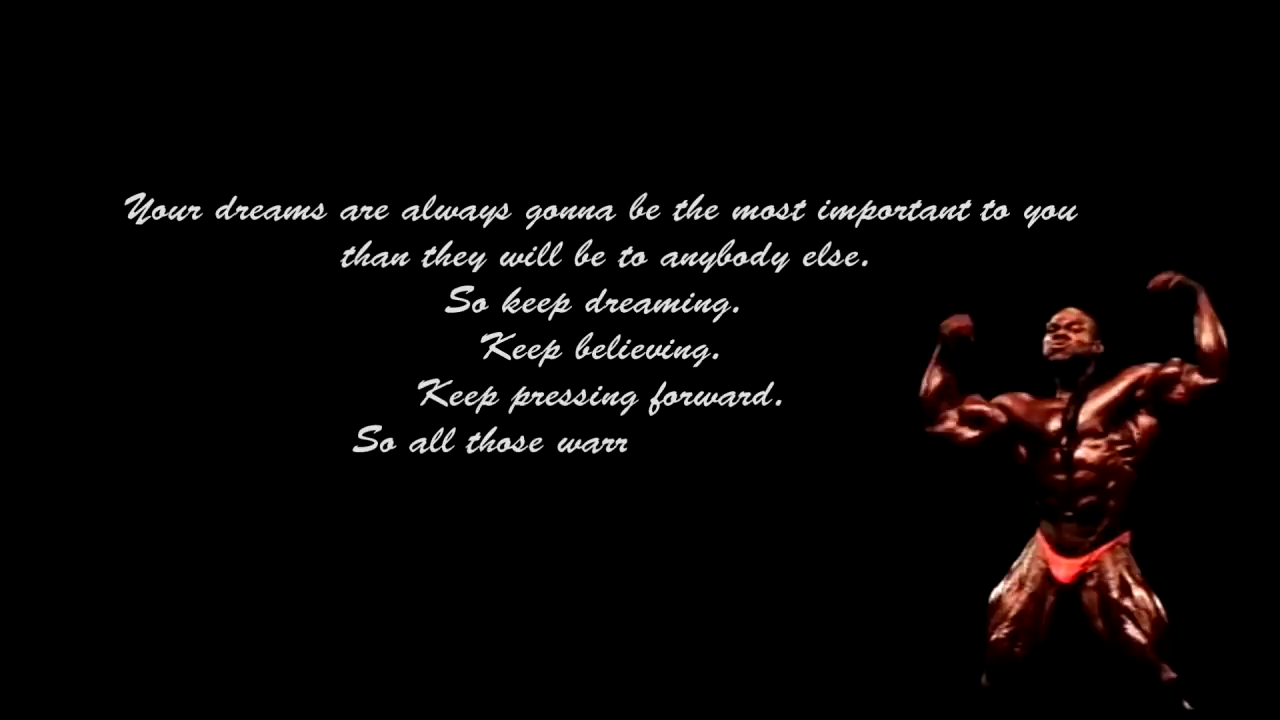 Your dreams are always gonna be the most important to you
than they will be to anybody else.
So keep dreaming.
Keep believing.
Keep pressing forward.
So all those warr